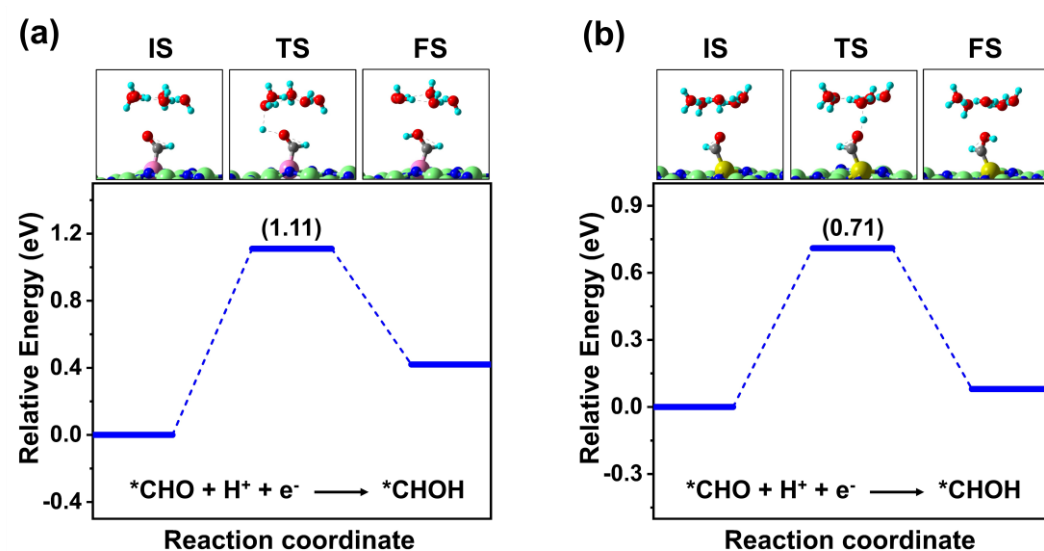 (a)
IS TS FS
(1.11)
1.2
0.8
0.4
0.0
-0.4
Relative Energy (eV)
*CHO + H⁺ + e⁻ → *CHOH
Reaction coordinate
(b)
IS TS FS
(0.71)
0.9
0.6
0.3
0.0
-0.3
Relative Energy (eV)
*CHO + H⁺ + e⁻ → *CHOH
Reaction coordinate